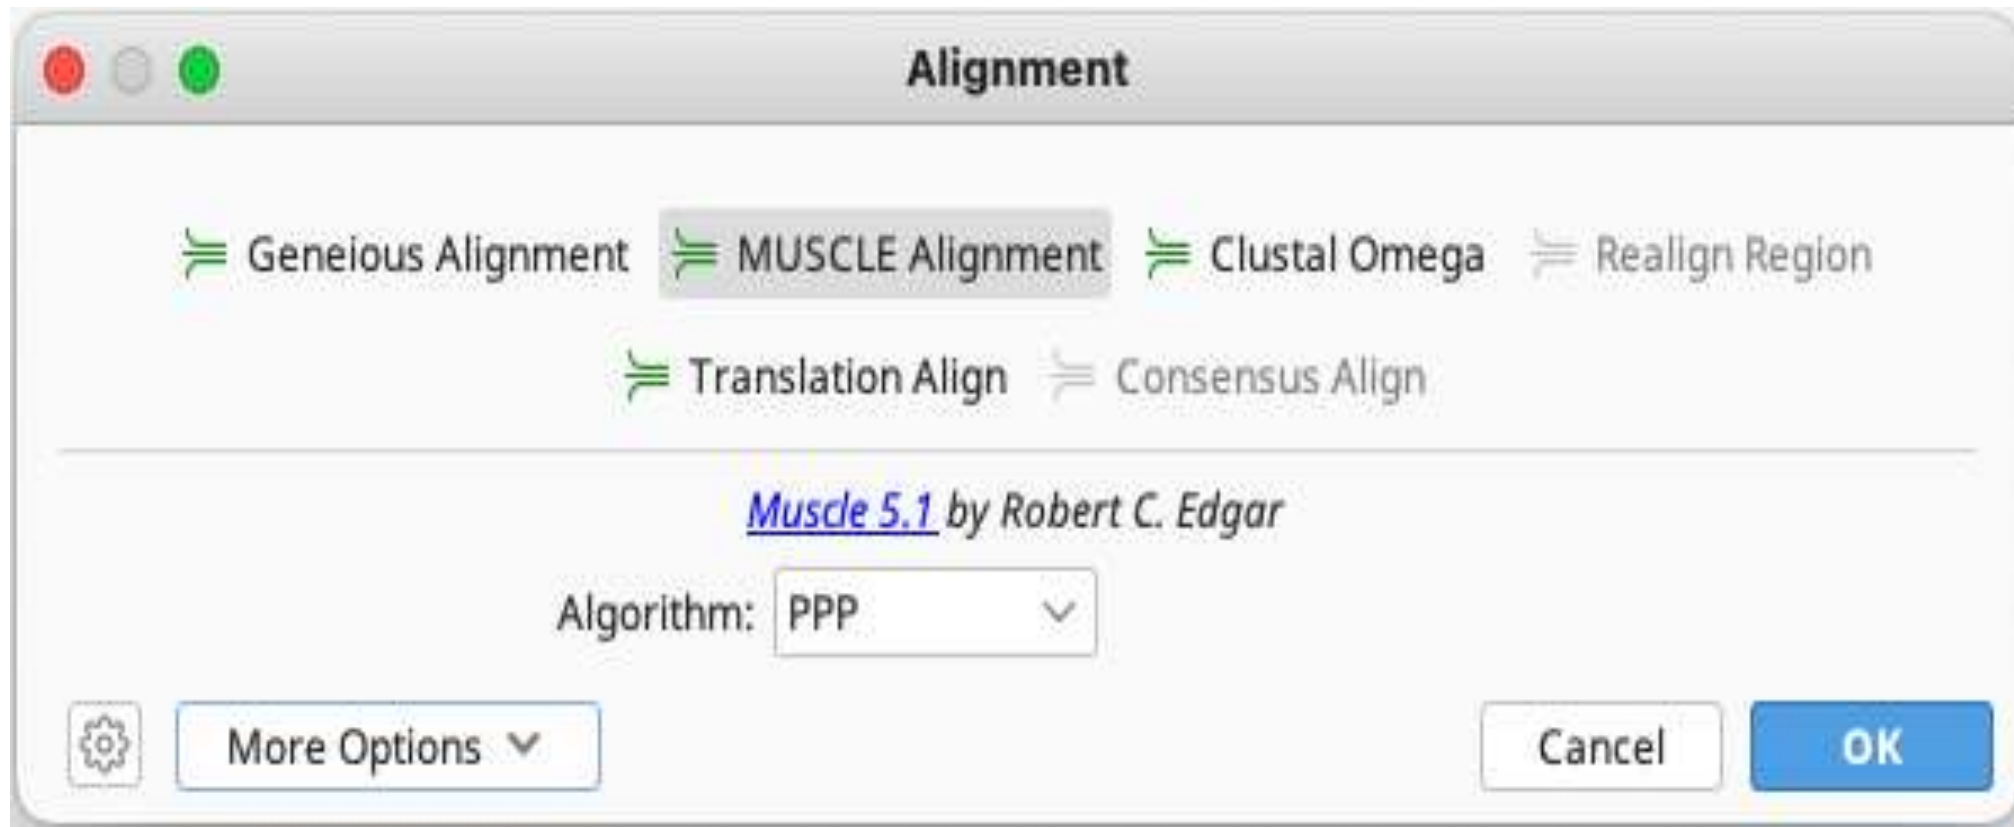 Alignment
Geneious Alignment MUSCLE Alignment Clustal Omega Realign Region
Translation Align Consensus Align
Muscle 5.1 by Robert C. Edgar
Algorithm: PPP
More Options Cancel OK